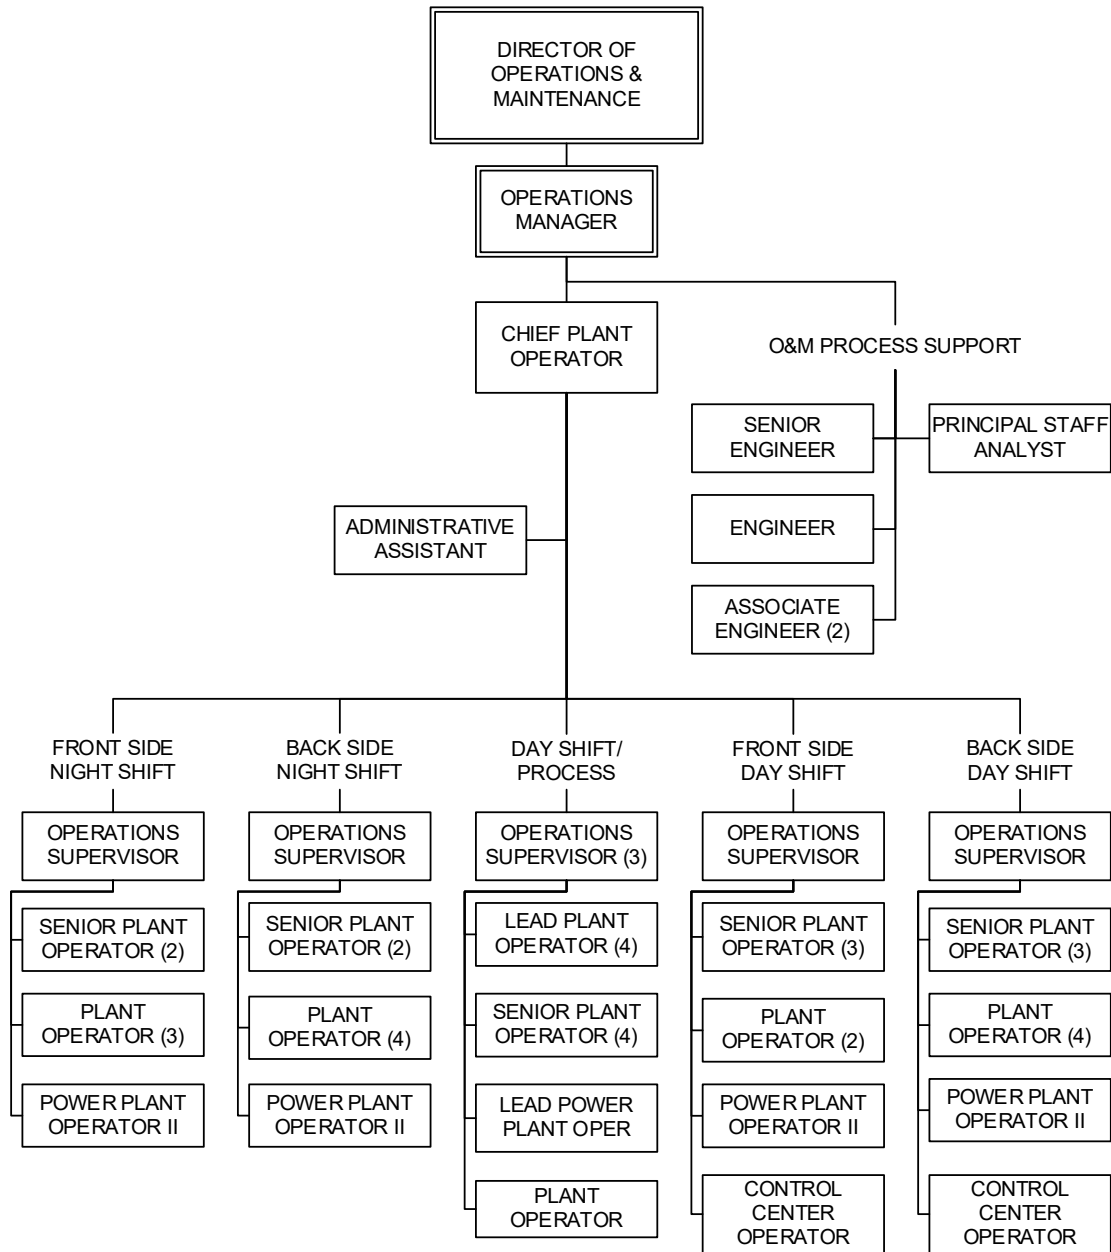 DIRECTOR OF
OPERATIONS &
MAINTENANCE
OPERATIONS
MANAGER
CHIEF PLANT
OPERATOR
O&M PROCESS SUPPORT
SENIOR
ENGINEER
PRINCIPAL STAFF
ANALYST
ENGINEER
ADMINISTRATIVE
ASSISTANT
ASSOCIATE
ENGINEER (2)
FRONT SIDE
NIGHT SHIFT
OPERATIONS
SUPERVISOR
SENIOR PLANT
OPERATOR (2)
PLANT
OPERATOR (3)
POWER PLANT
OPERATOR II
BACK SIDE
NIGHT SHIFT
OPERATIONS
SUPERVISOR
SENIOR PLANT
OPERATOR (2)
PLANT
OPERATOR (4)
POWER PLANT
OPERATOR II
DAY SHIFT/
PROCESS
OPERATIONS
SUPERVISOR (3)
LEAD PLANT
OPERATOR (4)
SENIOR PLANT
OPERATOR (4)
LEAD POWER
PLANT OPER
PLANT
OPERATOR
FRONT SIDE
DAY SHIFT
OPERATIONS
SUPERVISOR
SENIOR PLANT
OPERATOR (3)
PLANT
OPERATOR (2)
POWER PLANT
OPERATOR II
CONTROL
CENTER
OPERATOR
BACK SIDE
DAY SHIFT
OPERATIONS
SUPERVISOR
SENIOR PLANT
OPERATOR (3)
PLANT
OPERATOR (4)
POWER PLANT
OPERATOR II
CONTROL
CENTER
OPERATOR